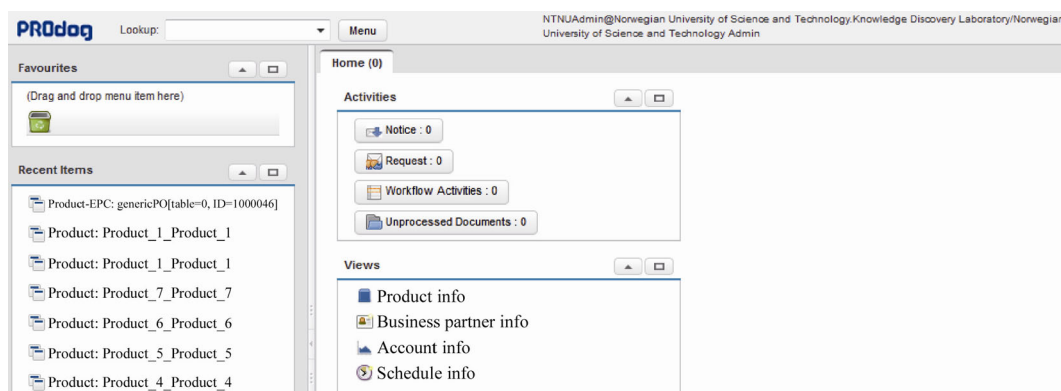 PRODOG Lookup: Menu
NTNUAdmin@Norwegian University of Science and Technology.Knowledge Discovery Laboratory/Norwegian
University of Science and Technology Admin
Favourites
(Drag and drop menu item here)
Recent Items
Product-EPC: genericPO[table=0, ID=1000046]
Product: Product_1_Product_1
Product: Product_1_Product_1
Product: Product_7_Product_7
Product: Product_6_Product_6
Product: Product_5_Product_5
Product: Product_4_Product_4
Home (0)
Activities
Notice : 0
Request : 0
Workflow Activities : 0
Unprocessed Documents : 0
Views
Product info
Business partner info
Account info
Schedule info